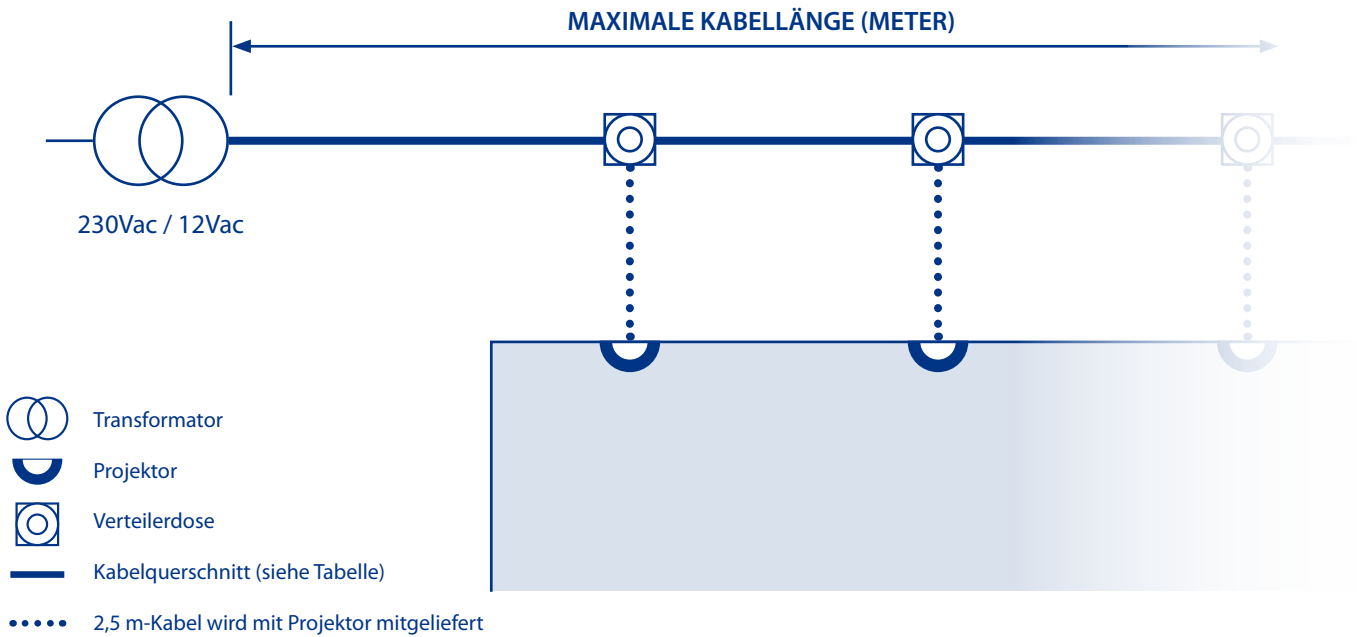 MAXIMALE KABELLÄNGE (METER)
230Vac / 12Vac
Transformator
Projektor
Verteilerdose
Kabelquerschnitt (siehe Tabelle)
2,5 m-Kabel wird mit Projektor mitgeliefert